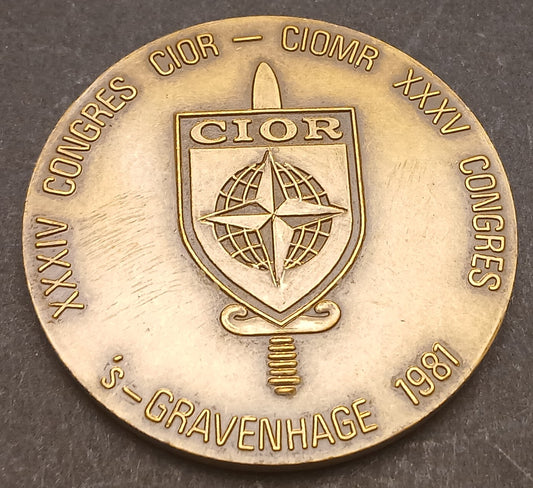 XXXIV CONGRES CIOR – CIOMR XXXV CONGRES
CIOR
's-GRAVENHAGE 1981